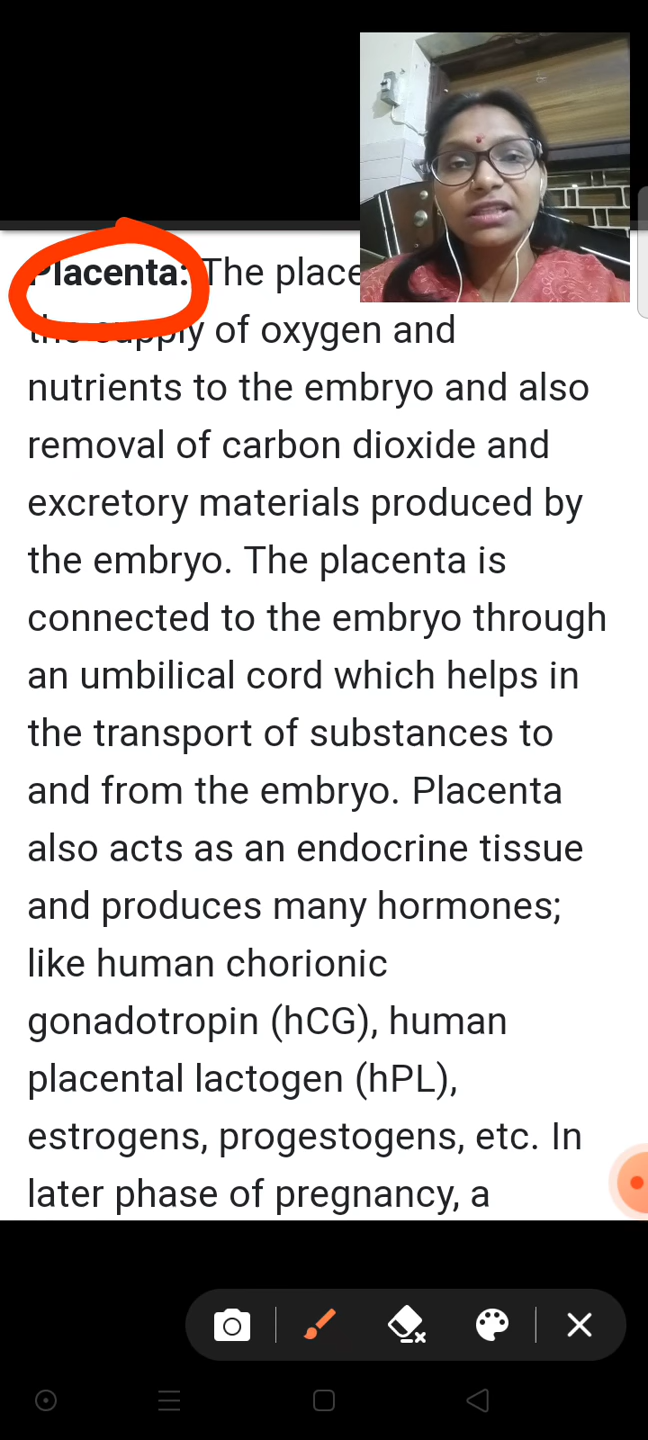 Placenta: The place
the supply of oxygen and
nutrients to the embryo and also
removal of carbon dioxide and
excretory materials produced by
the embryo. The placenta is
connected to the embryo through
an umbilical cord which helps in
the transport of substances to
and from the embryo. Placenta
also acts as an endocrine tissue
and produces many hormones;
like human chorionic
gonadotropin (hCG), human
placental lactogen (hPL),
estrogens, progestogens, etc. In
later phase of pregnancy, a